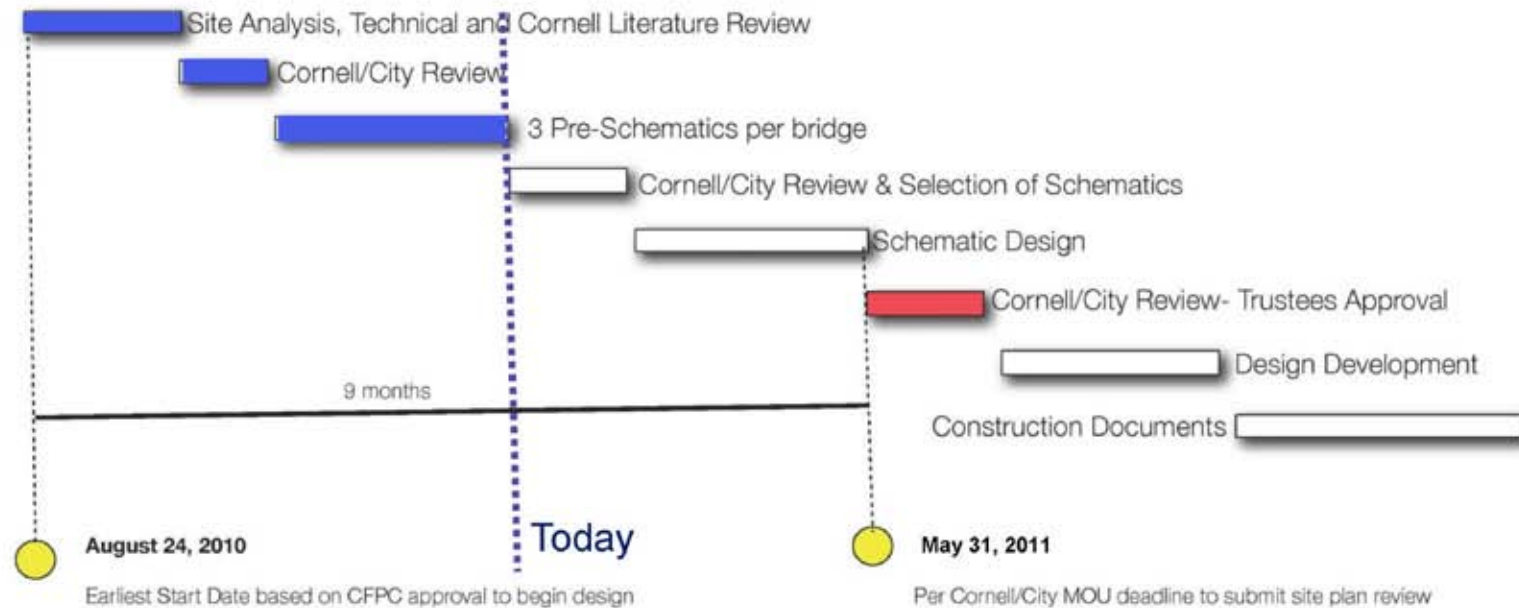 Site Analysis, Technical and Cornell Literature Review
Cornell/City Review
3 Pre-Schematics per bridge
Cornell/City Review & Selection of Schematics
Schematic Design
Cornell/City Review- Trustees Approval
Design Development
9 months
Construction Documents
August 24, 2010
Today
May 31, 2011
Earliest Start Date based on CFPC approval to begin design
Per Cornell/City MOU deadline to submit site plan review